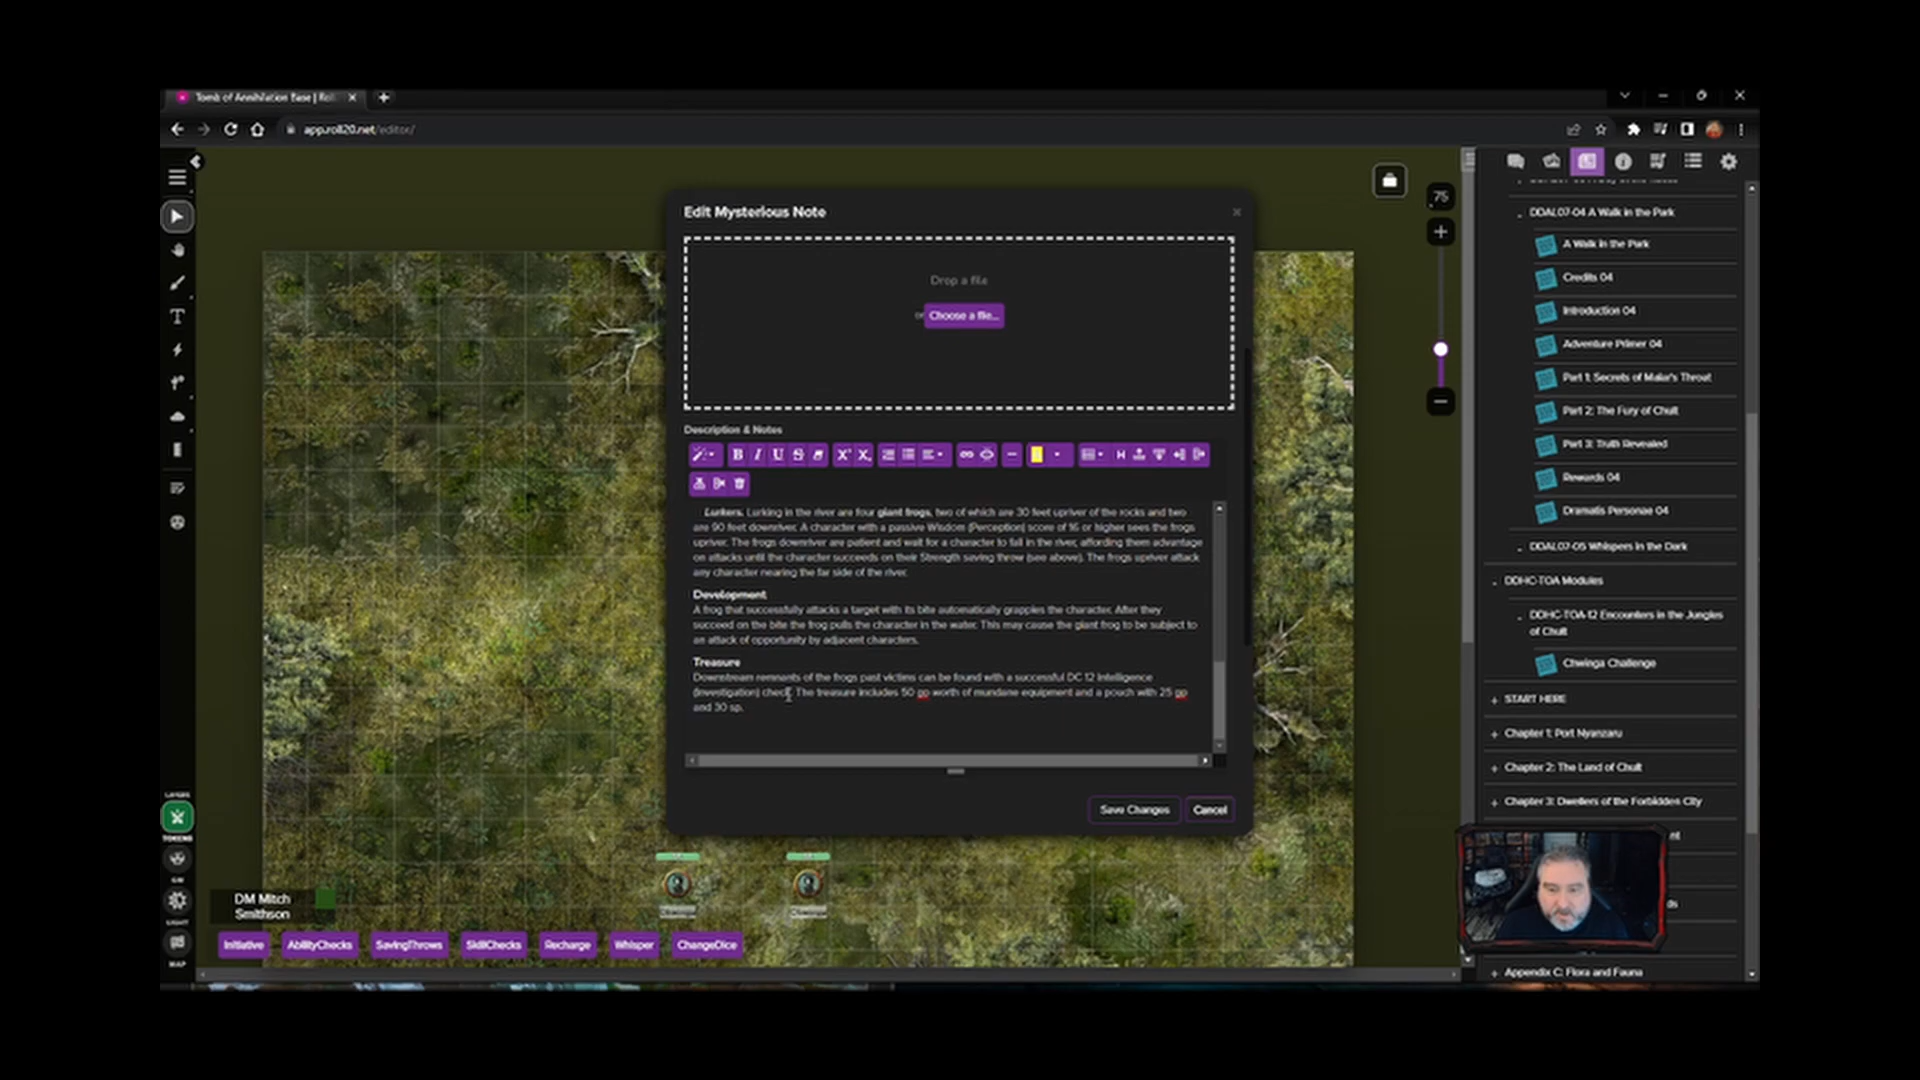 Tomb of Annihilation Base | Roll
app.roll20.net/editor/
75
Edit Mysterious Note
Drop a file
or Choose a file...
Description & Notes
Lurkers. Lurking in the river are four giant frogs, two of which are 30 feet upriver of the rocks and two
are 90 feet downriver. A character with a passive Wisdom (Perception) score of 16 or higher sees the frogs
upriver. The frogs downriver are patient and wait for a character to fall in the river, affording them advantage
on attacks until the character succeeds on their Strength saving throw (see above). The frogs upriver attack
any character nearing the far side of the river.
Development
A frog that successfully attacks a target with its bite automatically grapples the character. After they
succeed on the bite the frog pulls the character in the water. This may cause the giant frog to be subject to
an attack of opportunity by adjacent characters.
Treasure
Downstream remnants of the frogs past victims can be found with a successful DC 12 Intelligence
(Investigation) check. The treasure includes 50 gp worth of mundane equipment and a pouch with 25 gp
and 30 sp.
Save Changes
Cancel
DDAL07-04 A Walk in the Park
A Walk in the Park
Credits 04
Introduction 04
Adventure Primer 04
Part 1: Secrets of Malar's Throat
Part 2: The Fury of Chult
Part 3: Truth Revealed
Rewards 04
Dramatis Personae 04
DDAL07-05 Whispers in the Dark
DDHC-TOA Modules
DDHC-TOA-12 Encounters in the Jungles
of Chult
Chwinga Challenge
START HERE
Chapter 1: Port Nyanzaru
Chapter 2: The Land of Chult
Chapter 3: Dwellers of the Forbidden City
Appendix C: Flora and Fauna
LAYERS
TOKENS
GM
LIGHT
MAP
DM Mitch
Smithson
Initiative
AbilityChecks
SavingThrows
SkillChecks
Recharge
Whisper
ChangeDice